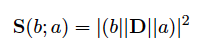 S(b; a) = |(b||D||a)|²